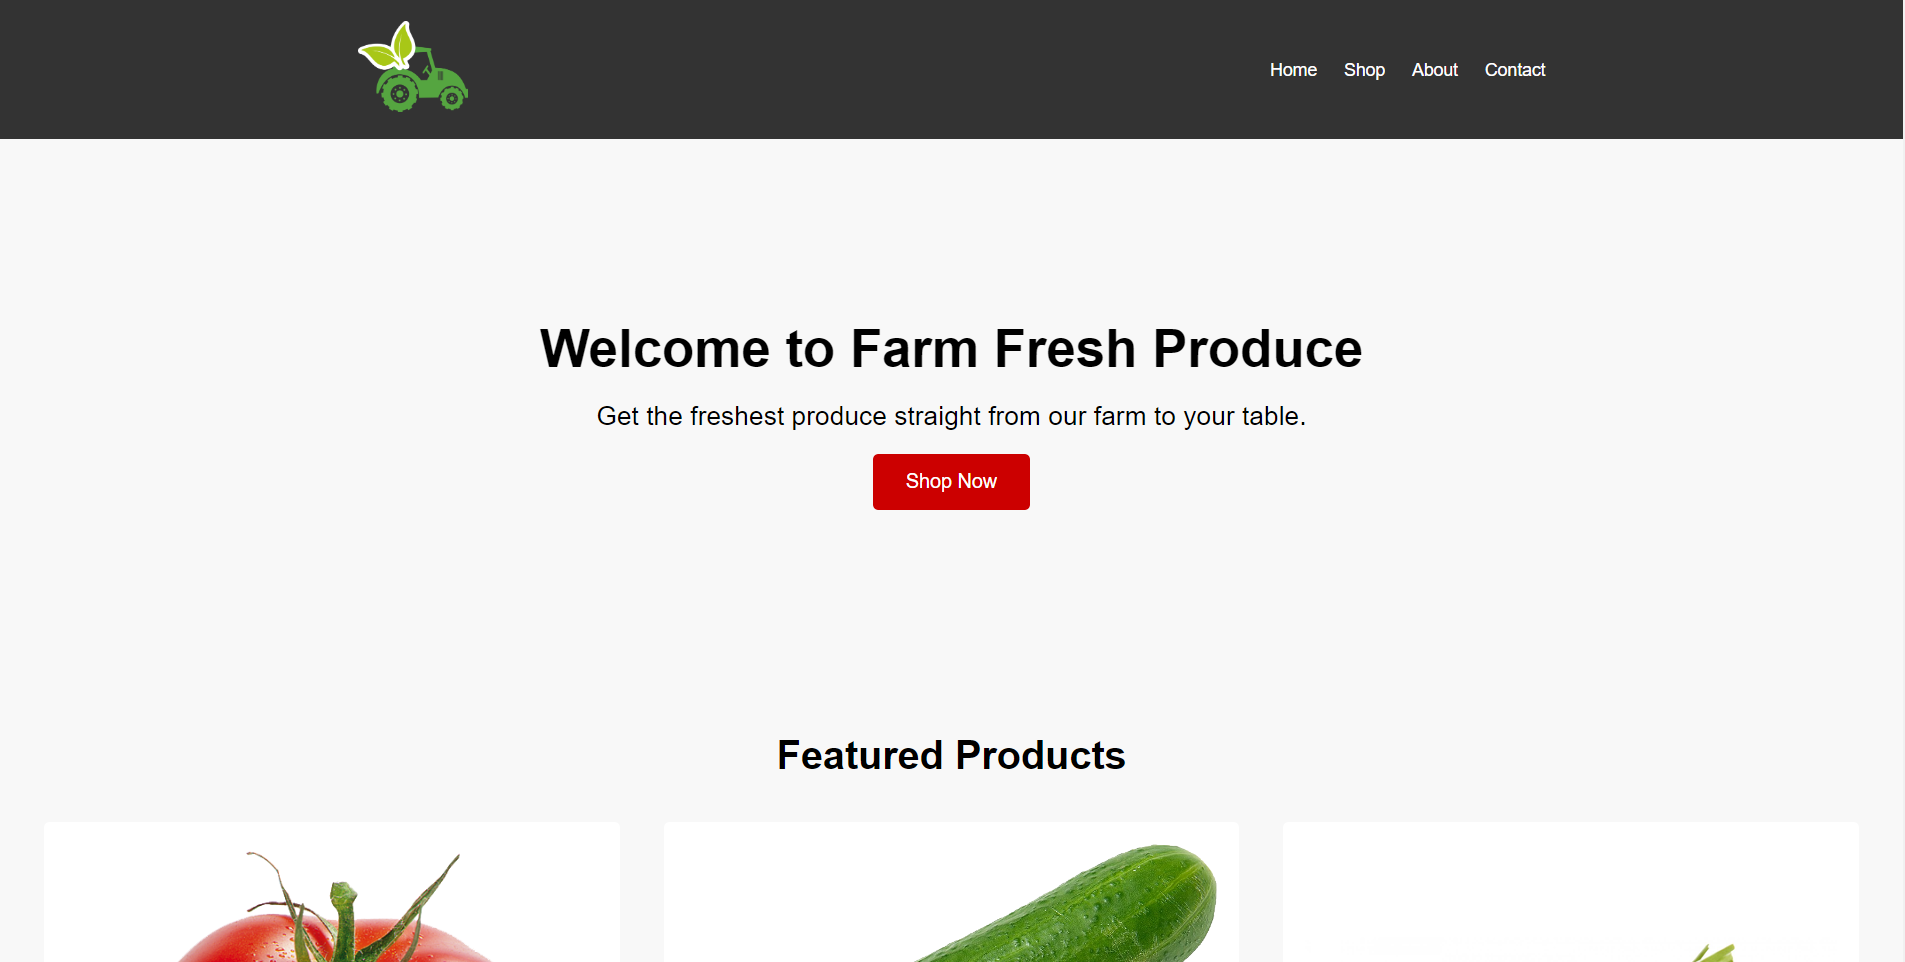 Home Shop About Contact
Welcome to Farm Fresh Produce
Get the freshest produce straight from our farm to your table.
Shop Now
Featured Products